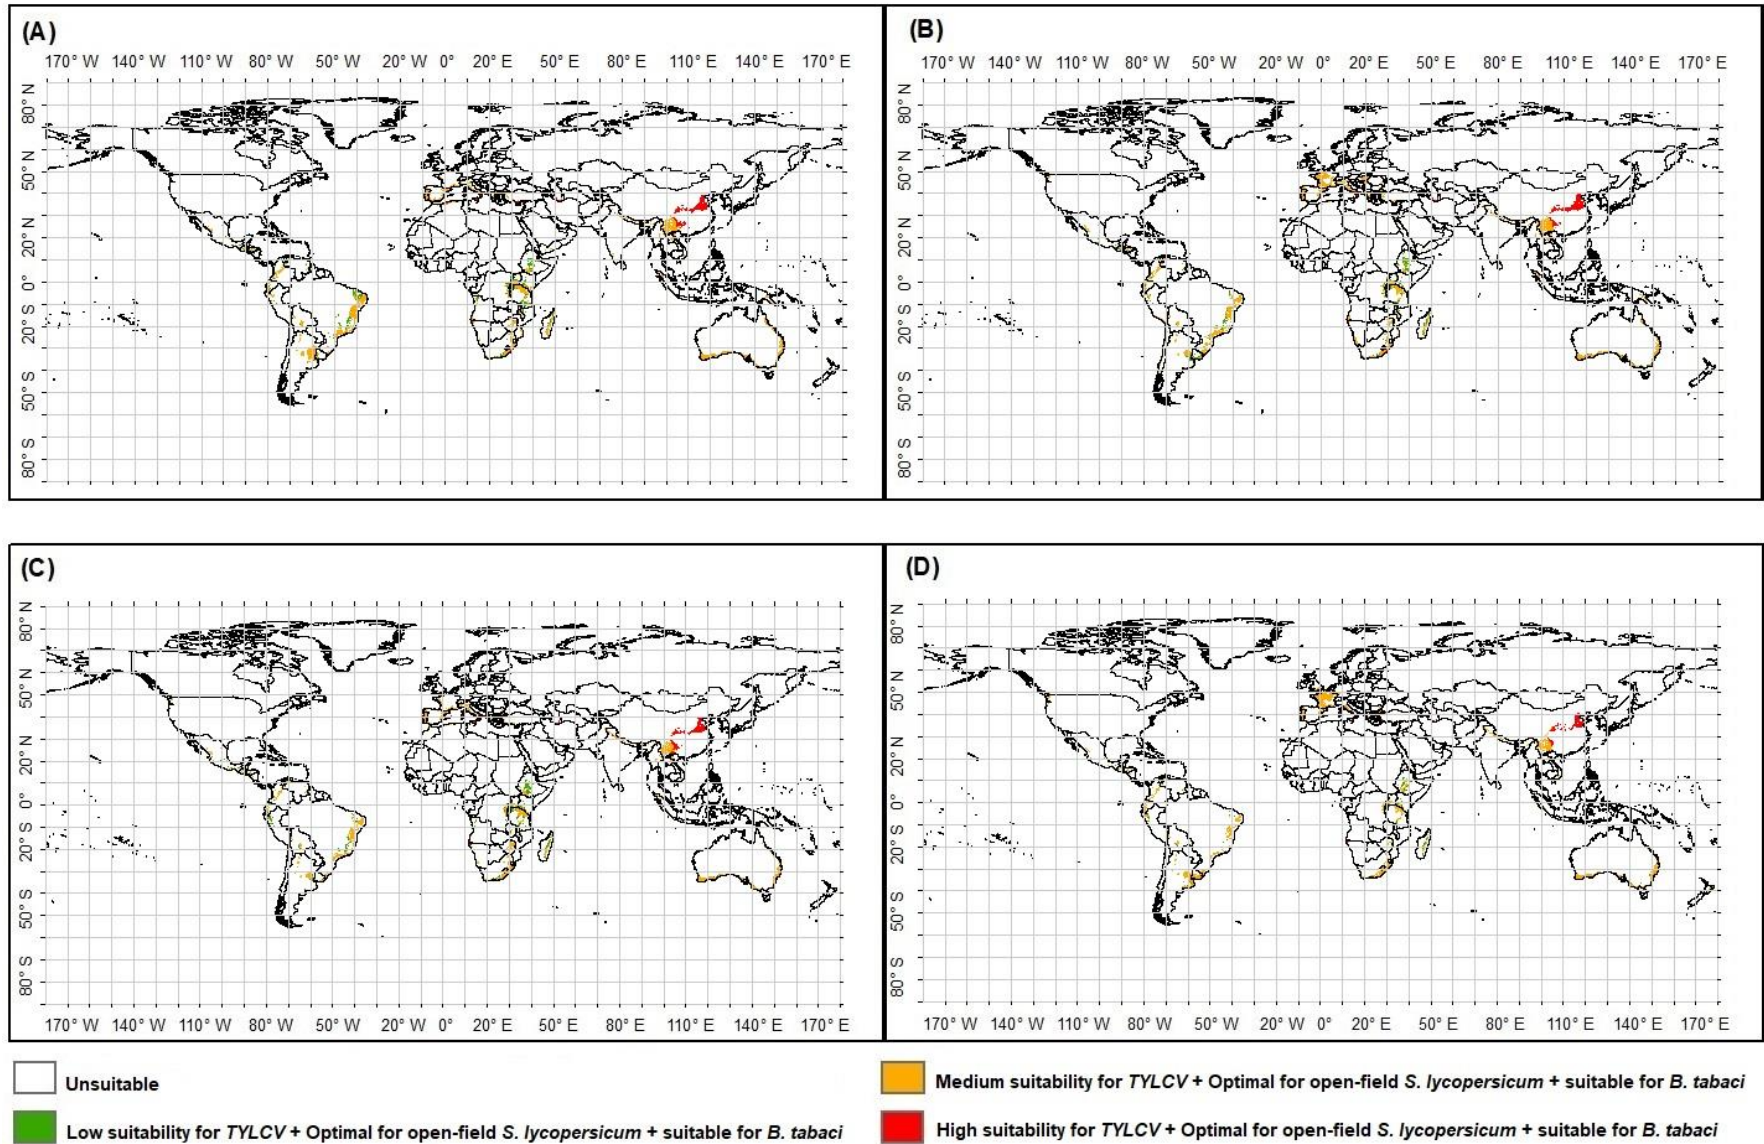 (A)
(B)
170° W 140° W 110° W 80° W 50° W 20° W 0° 20° E 50° E 80° E 110° E 140° E 170° E
170° W 140° W 110° W 80° W 50° W 20° W 0° 20° E 50° E 80° E 110° E 140° E 170° E
80° N
50° N
20° N
0°
20° S
50° S
80° S
80° N
50° N
20° N
0°
20° S
50° S
80° S
(C)
(D)
80° N
50° N
20° N
0°
20° S
50° S
80° S
80° N
50° N
20° N
0°
20° S
50° S
80° S
170° W 140° W 110° W 80° W 50° W 20° W 0° 20° E 50° E 80° E 110° E 140° E 170° E
170° W 140° W 110° W 80° W 50° W 20° W 0° 20° E 50° E 80° E 110° E 140° E 170° E
Unsuitable
Medium suitability for TYLCV + Optimal for open-field S. lycopersicum + suitable for B. tabaci
Low suitability for TYLCV + Optimal for open-field S. lycopersicum + suitable for B. tabaci
High suitability for TYLCV + Optimal for open-field S. lycopersicum + suitable for B. tabaci